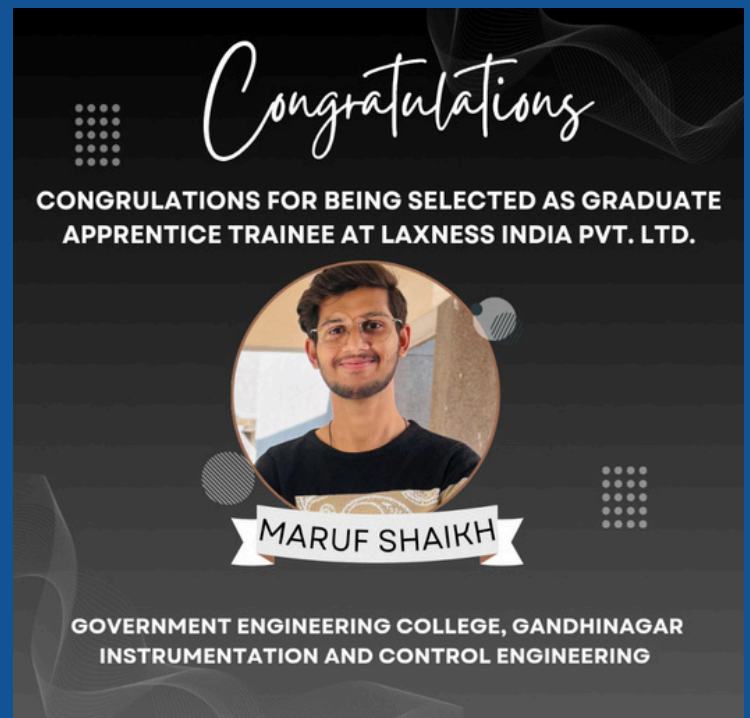 Congratulations
CONGRULATIONS FOR BEING SELECTED AS GRADUATE
APPRENTICE TRAINEE AT LAXNESS INDIA PVT. LTD.
MARUF SHAIKH
GOVERNMENT ENGINEERING COLLEGE, GANDHINAGAR
INSTRUMENTATION AND CONTROL ENGINEERING